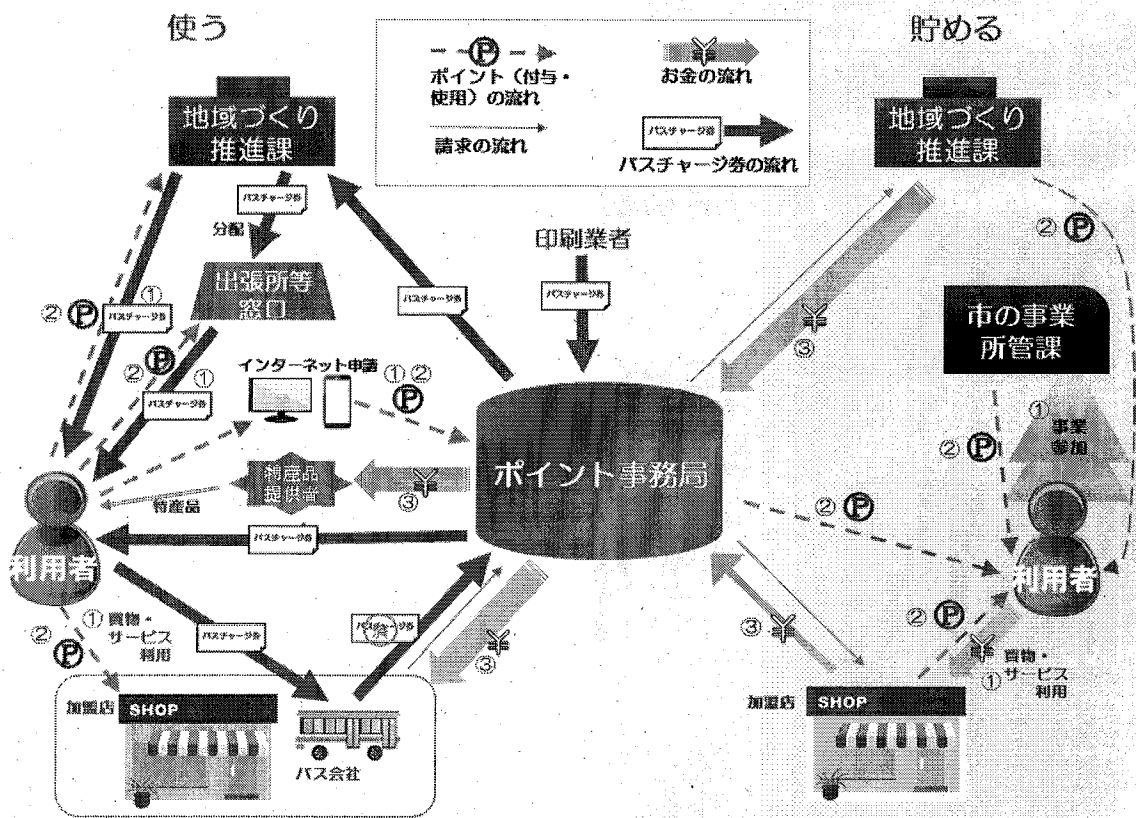 使う
貯める
ポイント（付与・
使用）の流れ
お金の流れ
請求の流れ
バスチャージ券
バスチャージ券の流れ
地域づくり
推進課
バスチャージ券
分配
出張所等
窓口
② Ⓟ
①
バスチャージ券
② Ⓟ
①
バスチャージ券
インターネット申請
① ②
Ⓟ
印刷業者
バスチャージ券
バスチャージ券
ポイント事務局
特産品
提供者
特産品
¥
③
バスチャージ券
利用者
① 買物・
サービス
利用
② Ⓟ
バスチャージ券
バスチャージ券
済
¥
③
加盟店
SHOP
バス会社
地域づくり
推進課
② Ⓟ
¥
③
市の事業
所管課
① 事業
参加
② Ⓟ
② Ⓟ
利用者
② Ⓟ
¥
③
¥
① 買物・
サービス
利用
加盟店
SHOP